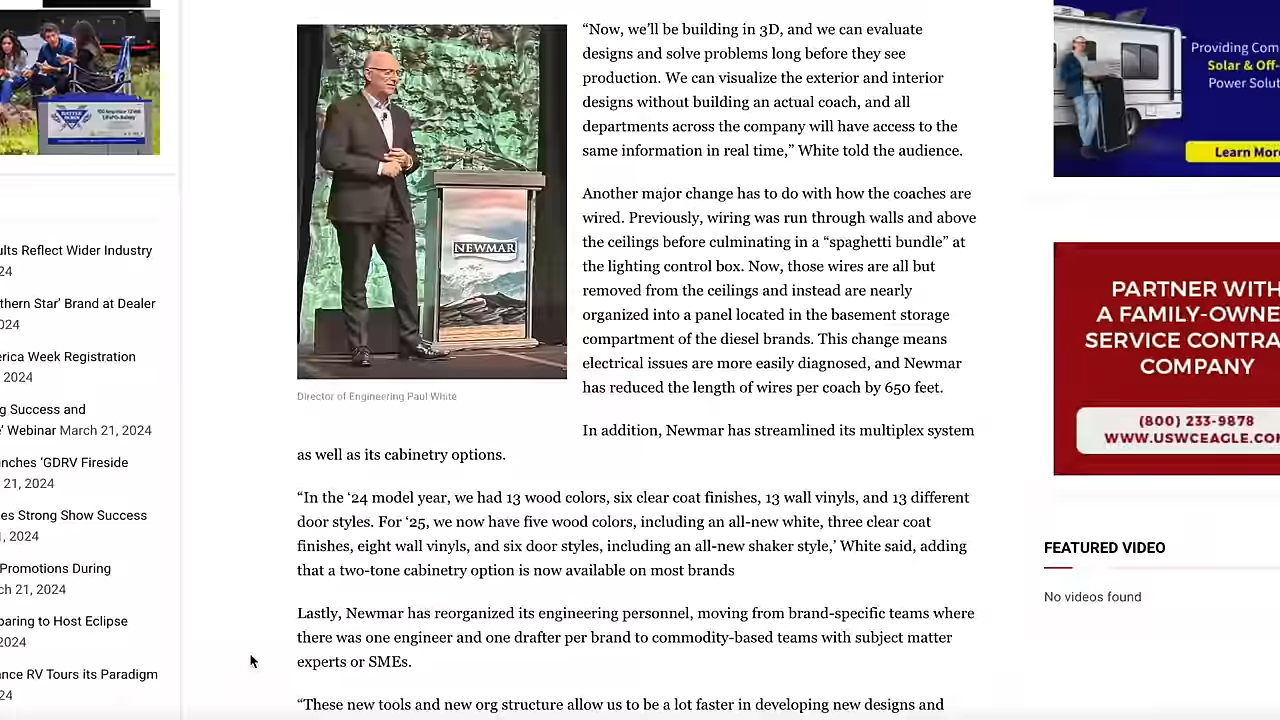 ults Reflect Wider Industry
24
thern Star’ Brand at Dealer
024
erica Week Registration
2024
g Success and
’ Webinar March 21, 2024
unches ‘GDRV Fireside
21, 2024
es Strong Show Success
1, 2024
Promotions During
ch 21, 2024
paring to Host Eclipse
2024
ance RV Tours its Paradigm
24
NEWMAR
Director of Engineering Paul White
“Now, we’ll be building in 3D, and we can evaluate
designs and solve problems long before they see
production. We can visualize the exterior and interior
designs without building an actual coach, and all
departments across the company will have access to the
same information in real time,” White told the audience.
Another major change has to do with how the coaches are
wired. Previously, wiring was run through walls and above
the ceilings before culminating in a “spaghetti bundle” at
the lighting control box. Now, those wires are all but
removed from the ceilings and instead are nearly
organized into a panel located in the basement storage
compartment of the diesel brands. This change means
electrical issues are more easily diagnosed, and Newmar
has reduced the length of wires per coach by 650 feet.
In addition, Newmar has streamlined its multiplex system
as well as its cabinetry options.
“In the ‘24 model year, we had 13 wood colors, six clear coat finishes, 13 wall vinyls, and 13 different
door styles. For ‘25, we now have five wood colors, including an all-new white, three clear coat
finishes, eight wall vinyls, and six door styles, including an all-new shaker style,’ White said, adding
that a two-tone cabinetry option is now available on most brands
Lastly, Newmar has reorganized its engineering personnel, moving from brand-specific teams where
there was one engineer and one drafter per brand to commodity-based teams with subject matter
experts or SMEs.
“These new tools and new org structure allow us to be a lot faster in developing new designs and
Providing Com
Solar & Off-
Power Solut
Learn Mor
PARTNER WITH
A FAMILY-OWNE
SERVICE CONTRA
COMPANY
(800) 233-9878
WWW.USWCEAGLE.CO
FEATURED VIDEO
No videos found